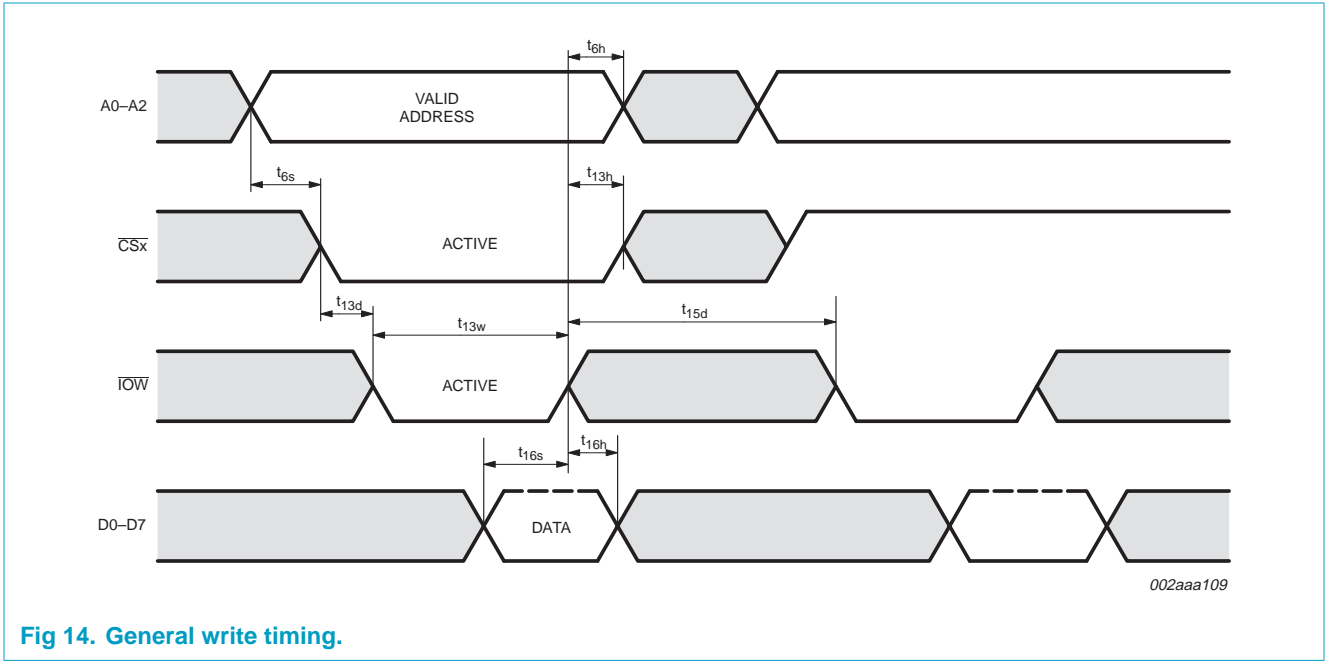 t6h
A0–A2
VALID
ADDRESS
t6s
t13h
CSx
ACTIVE
t13d
t13w
t15d
IOW
ACTIVE
t16s
t16h
D0–D7
DATA
002aaa109
Fig 14. General write timing.